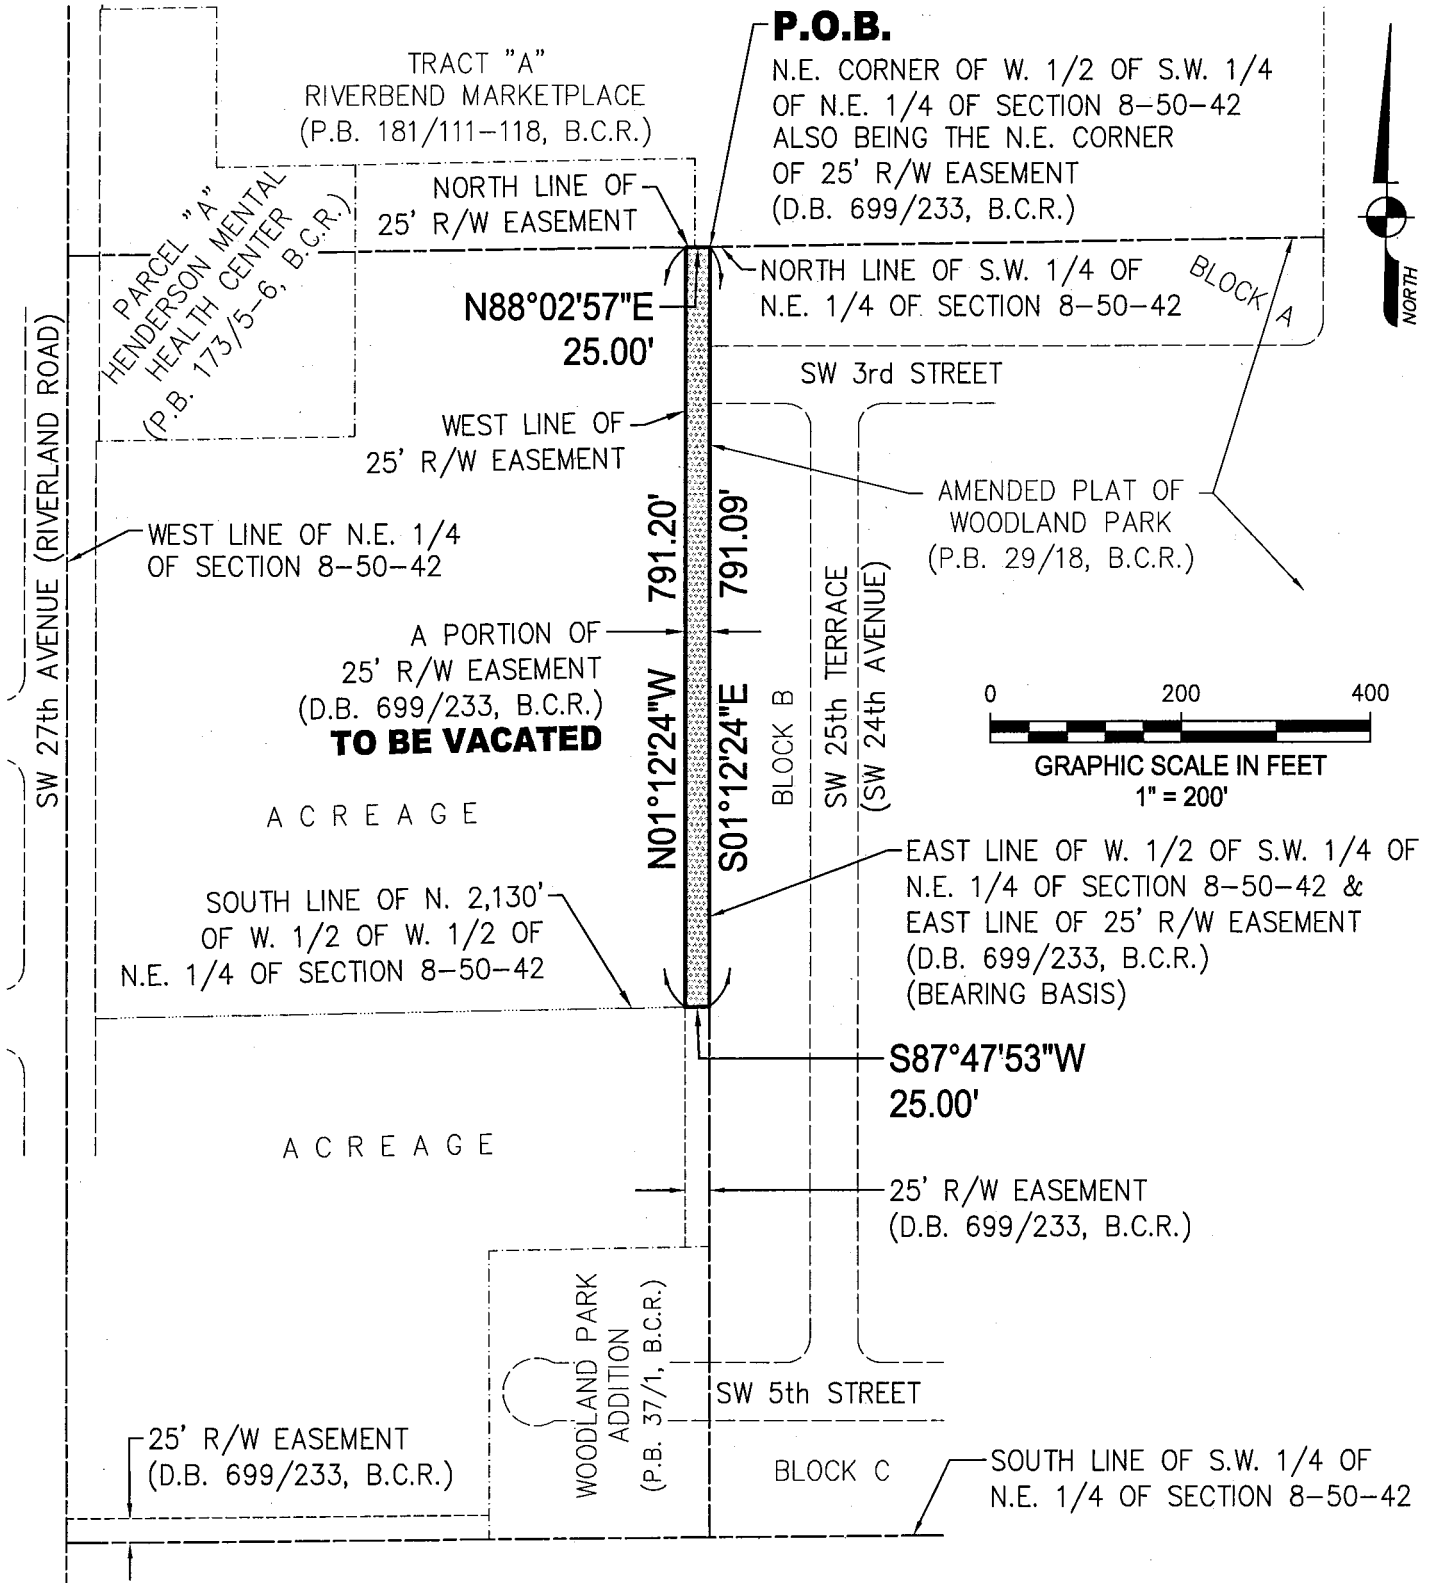 P.O.B.
N.E. CORNER OF W. 1/2 OF S.W. 1/4
OF N.E. 1/4 OF SECTION 8-50-42
ALSO BEING THE N.E. CORNER
OF 25' R/W EASEMENT
(D.B. 699/233, B.C.R.)
TRACT "A"
RIVERBEND MARKETPLACE
(P.B. 181/111-118, B.C.R.)
NORTH LINE OF
25' R/W EASEMENT
PARCEL "A"
HENDERSON MENTAL
HEALTH CENTER
(P.B. 173/5-6, B.C.R.)
NORTH
N88°02'57"E
25.00'
NORTH LINE OF S.W. 1/4 OF
N.E. 1/4 OF SECTION 8-50-42
BLOCK A
SW 3rd STREET
WEST LINE OF
25' R/W EASEMENT
SW 27th AVENUE (RIVERLAND ROAD)
WEST LINE OF N.E. 1/4
OF SECTION 8-50-42
791.20'
791.09'
AMENDED PLAT OF
WOODLAND PARK
(P.B. 29/18, B.C.R.)
SW 25th TERRACE
(SW 24th AVENUE)
A PORTION OF
25' R/W EASEMENT
(D.B. 699/233, B.C.R.)
TO BE VACATED
N01°12'24"W
S01°12'24"E
BLOCK B
0 200 400
GRAPHIC SCALE IN FEET
1" = 200'
ACREAGE
EAST LINE OF W. 1/2 OF S.W. 1/4 OF
N.E. 1/4 OF SECTION 8-50-42 &
EAST LINE OF 25' R/W EASEMENT
(D.B. 699/233, B.C.R.)
(BEARING BASIS)
SOUTH LINE OF N. 2,130'
OF W. 1/2 OF W. 1/2 OF
N.E. 1/4 OF SECTION 8-50-42
S87°47'53"W
25.00'
ACREAGE
25' R/W EASEMENT
(D.B. 699/233, B.C.R.)
WOODLAND PARK
ADDITION
(P.B. 37/1, B.C.R.)
SW 5th STREET
25' R/W EASEMENT
(D.B. 699/233, B.C.R.)
BLOCK C
SOUTH LINE OF S.W. 1/4 OF
N.E. 1/4 OF SECTION 8-50-42